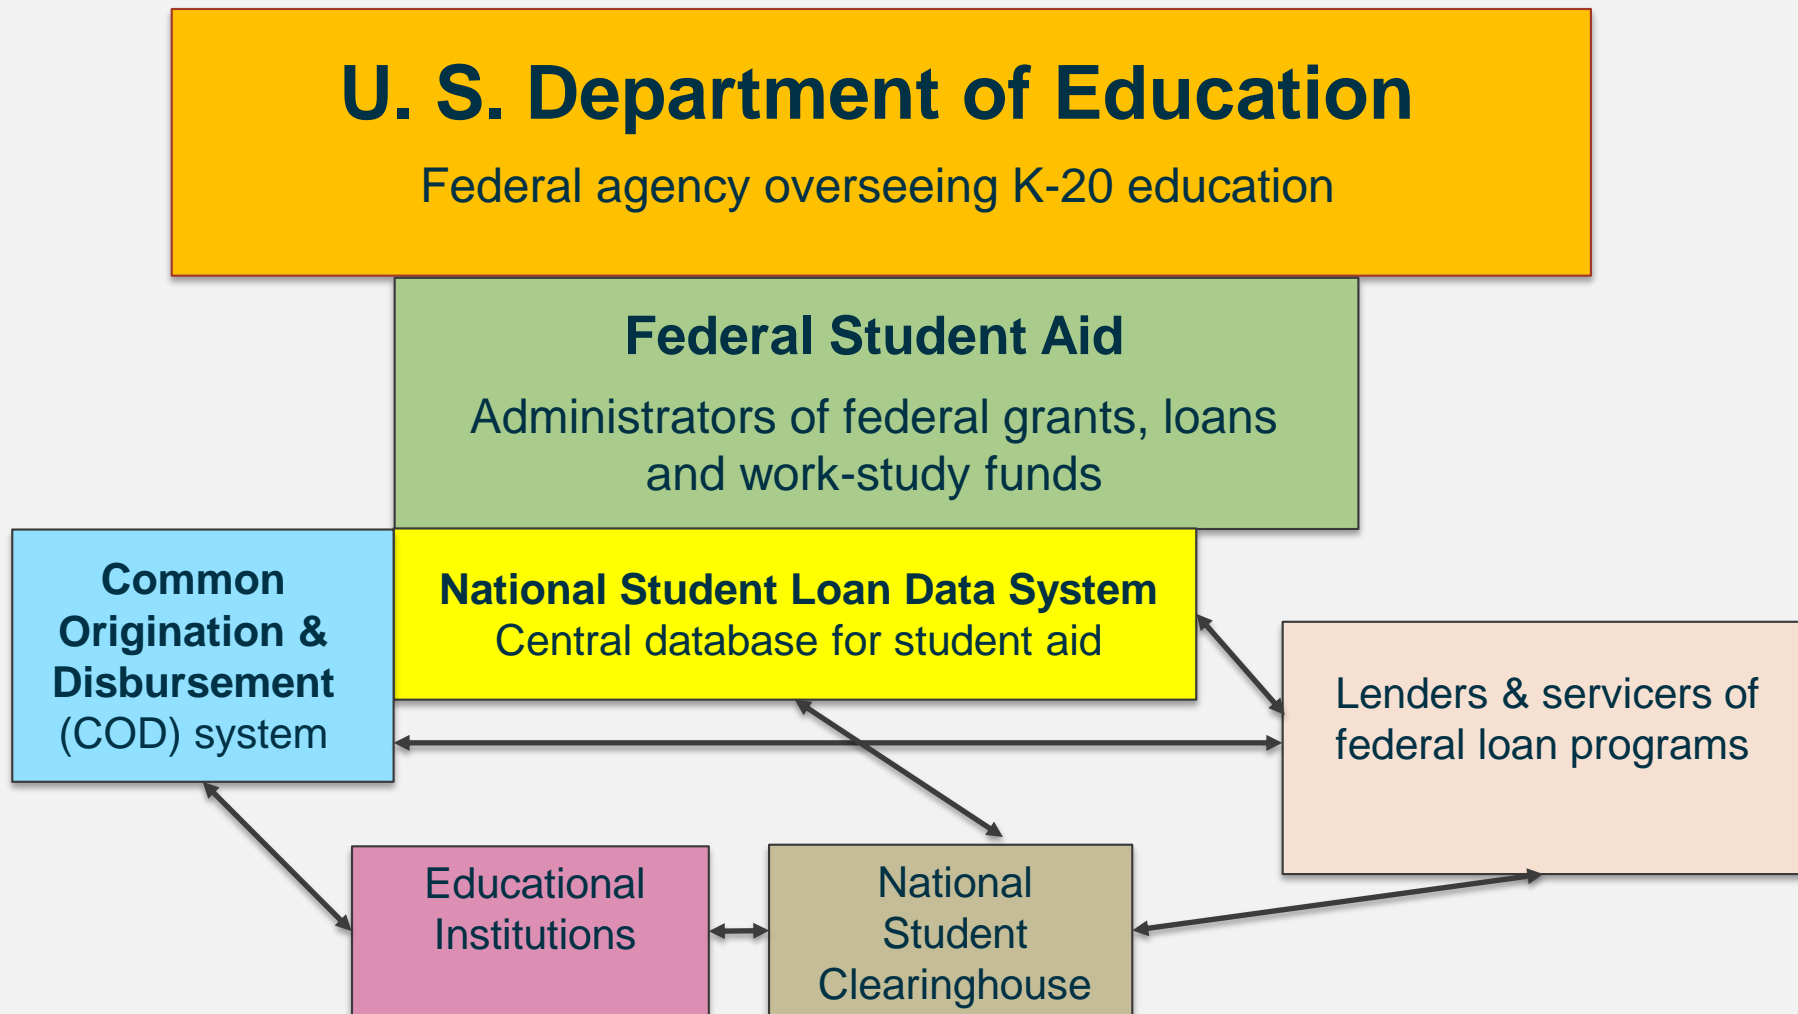 U. S. Department of Education
Federal agency overseeing K-20 education
Federal Student Aid
Administrators of federal grants, loans
and work-study funds
Common
Origination &
Disbursement
(COD) system
National Student Loan Data System
Central database for student aid
Lenders & servicers of
federal loan programs
Educational
Institutions
National
Student
Clearinghouse